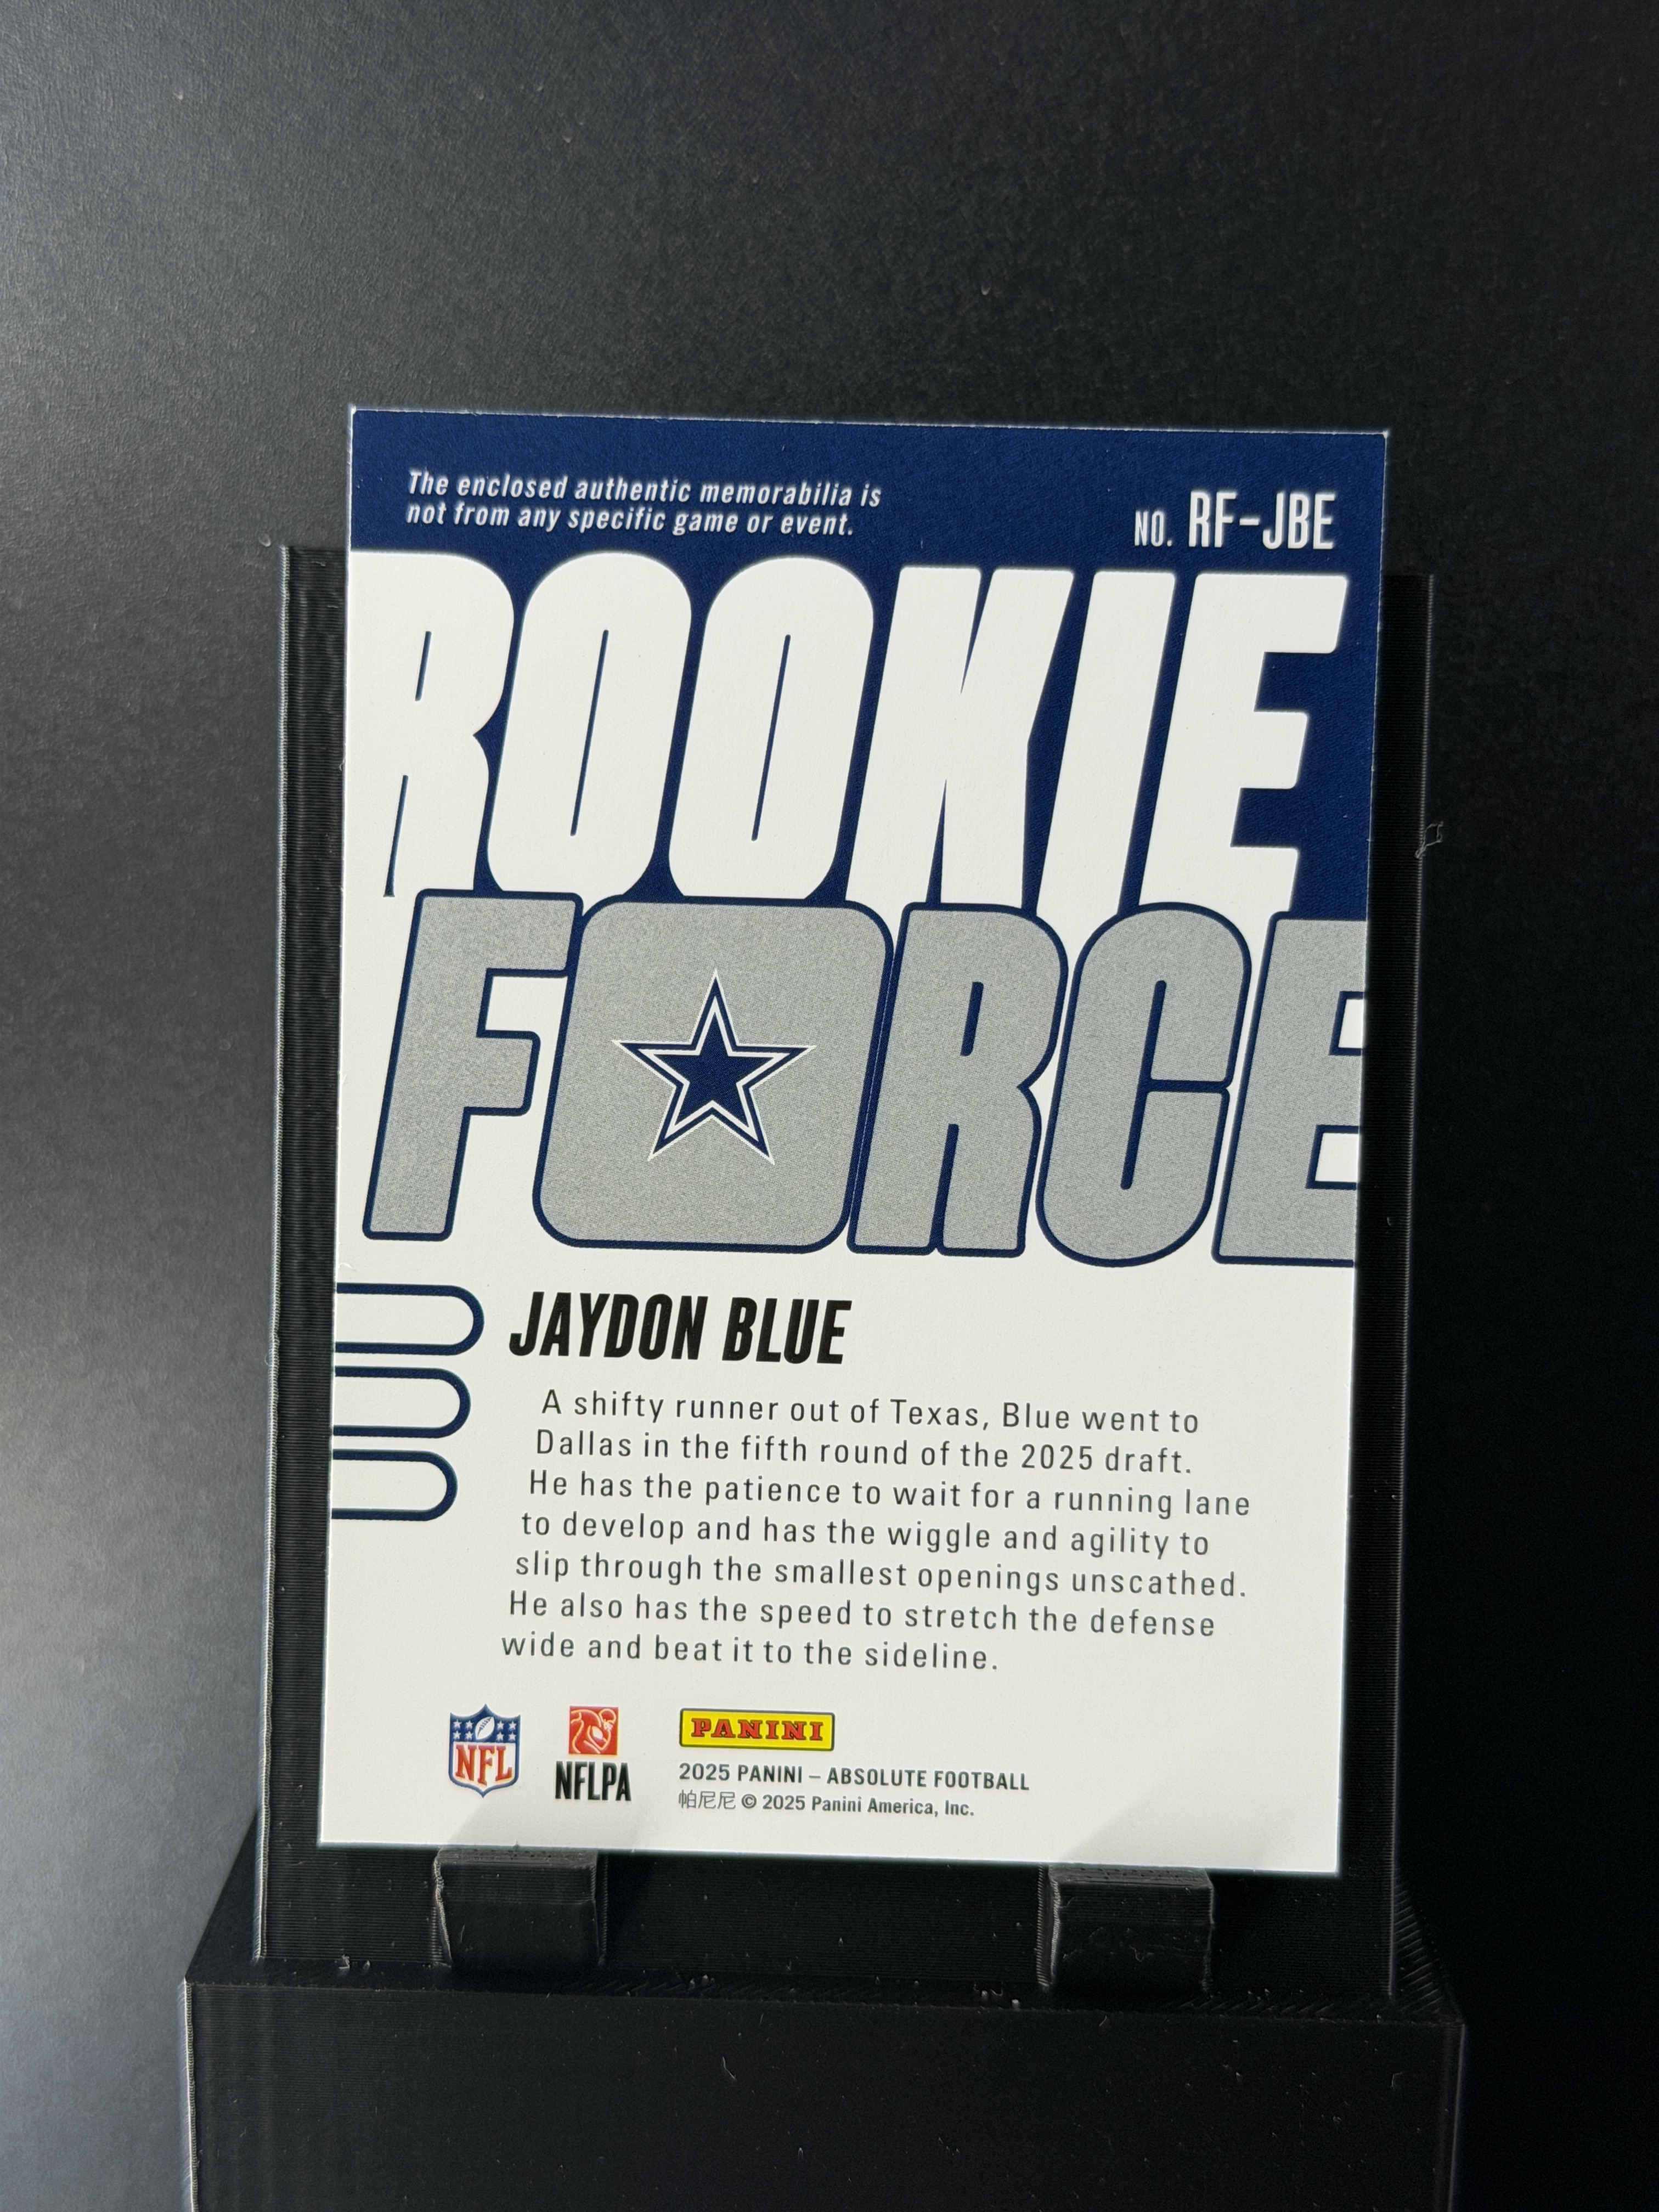 The enclosed authentic memorabilia is
not from any specific game or event.
NO. RF-JBE
ROOKIE
FORCE
JAYDON BLUE
A shifty runner out of Texas, Blue went to
Dallas in the fifth round of the 2025 draft.
He has the patience to wait for a running lane
to develop and has the wiggle and agility to
slip through the smallest openings unscathed.
He also has the speed to stretch the defense
wide and beat it to the sideline.
NFL
NFLPA
PANINI
2025 PANINI – ABSOLUTE FOOTBALL
帕尼尼 © 2025 Panini America, Inc.